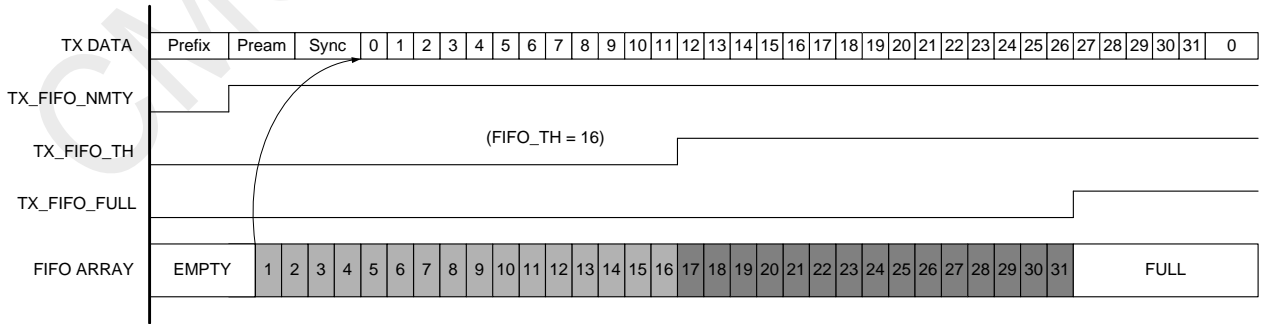 TX DATA Prefix Pream Sync 0 1 2 3 4 5 6 7 8 9 10 11 12 13 14 15 16 17 18 19 20 21 22 23 24 25 26 27 28 29 30 31 0
TX_FIFO_NMTY
(FIFO_TH = 16)
TX_FIFO_TH
TX_FIFO_FULL
FIFO ARRAY EMPTY 1 2 3 4 5 6 7 8 9 10 11 12 13 14 15 16 17 18 19 20 21 22 23 24 25 26 27 28 29 30 31 FULL